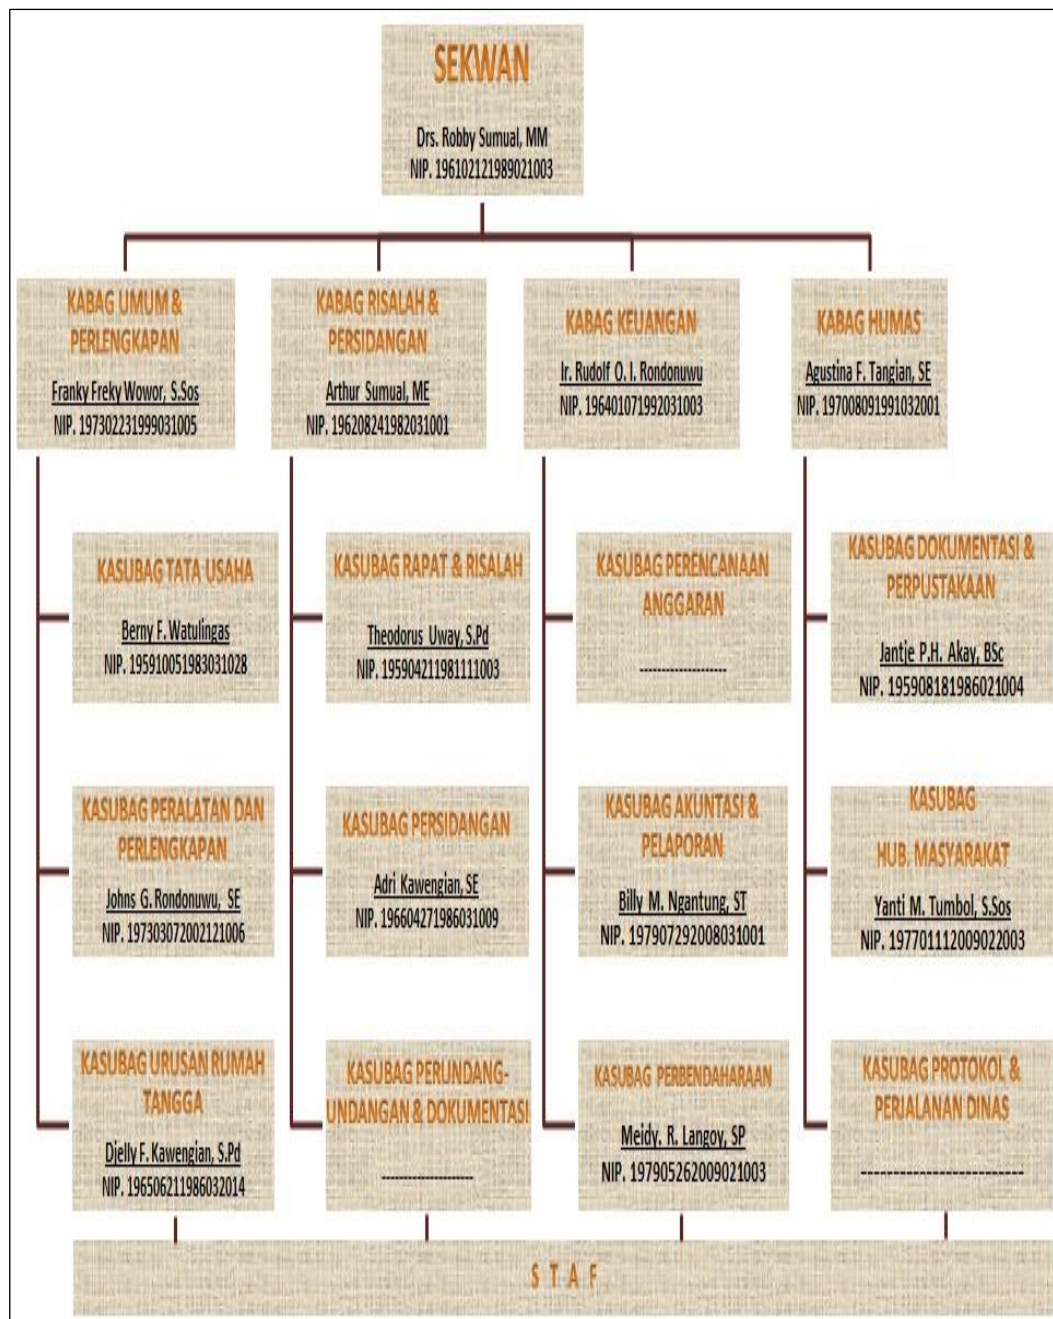 SEKWAN
Drs. Robby Sumual, MM
NIP. 196102121989021003
KABAG UMUM &
PERLENGKAPAN
Franky Freky Wowor, S.Sos
NIP. 197302231999031005
KABAG RISALAH &
PERSIDANGAN
Arthur Sumual, ME
NIP. 196208241982031001
KABAG KEUANGAN
Ir. Rudolf O. I. Rondonuwu
NIP. 196401071992031003
KABAG HUMAS
Agustina F. Tangian, SE
NIP. 197008091991032001
KASUBAG TATA USAHA
Berny F. Watulingas
NIP. 195910051983031028
KASUBAG RAPAT & RISALAH
Theodorus Uway, S.Pd
NIP. 195904211981111003
KASUBAG PERENCANAAN
ANGGARAN
--------------------
KASUBAG DOKUMENTASI &
PERPUSTAKAAN
Jantje P.H. Akay, BSc
NIP. 195908181986021004
KASUBAG PERALATAN DAN
PERLENGKAPAN
Johns G. Rondonuwu, SE
NIP. 197303072002121006
KASUBAG PERSIDANGAN
Adri Kawengian, SE
NIP. 196604271986031009
KASUBAG AKUNTASI &
PELAPORAN
Billy M. Ngantung, ST
NIP. 197907292008031001
KASUBAG
HUB. MASYARAKAT
Yanti M. Tumbol, S.Sos
NIP. 197701112009022003
KASUBAG URUSAN RUMAH
TANGGA
Djelly F. Kawengian, S.Pd
NIP. 196506211986032014
KASUBAG PERUNDANG-
UNDANGAN & DOKUMENTASI
---------------------
KASUBAG PERBENDAHARAAN
Meidy. R. Langoy, SP
NIP. 197905262009021003
KASUBAG PROTOKOL &
PERJALANAN DINAS
-------------------------
S T A F